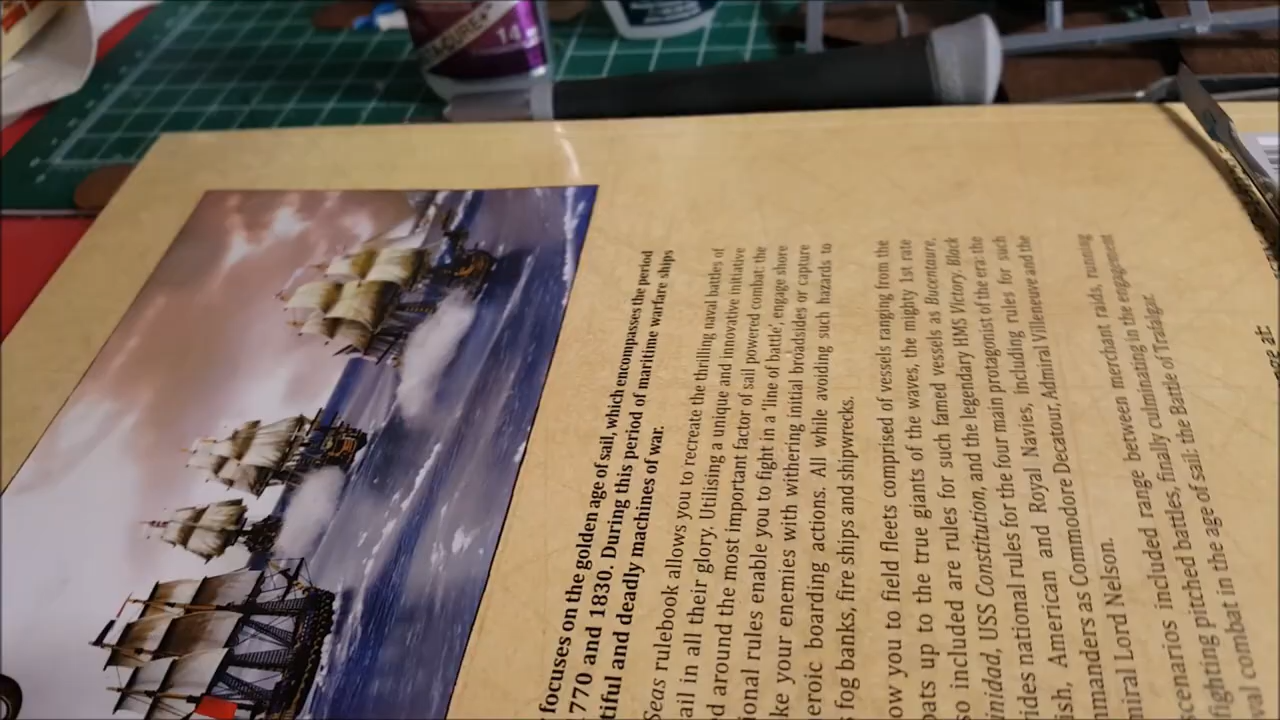 14
focuses on the golden age of sail, which encompasses the period
770 and 1830. During this period of maritime warfare ships
tiful and deadly machines of war.
Seas rulebook allows you to recreate the thrilling naval battles of
ail in all their glory. Utilising a unique and innovative initiative
d around the most important factor of sail powered combat: the
ional rules enable you to fight in a 'line of battle', engage shore
ke your enemies with withering initial broadsides or capture
eroic boarding actions. All while avoiding such hazards to
fog banks, fire ships and shipwrecks.
ow you to field fleets comprised of vessels ranging from the
oats up to the true giants of the waves, the mighty 1st rate
so included are rules for such famed vessels as Bucentaure,
inidad, USS Constitution, and the legendary HMS Victory. Black
ides national rules for the four main protagonist of the era: the
ish, American and Royal Navies, including rules for such
mmanders as Commodore Decatour, Admiral Villeneuve and the
miral Lord Nelson.
cenarios included range between merchant raids, running
fighting pitched battles, finally culminating in the engagement
val combat in the age of sail: the Battle of Trafalgar.